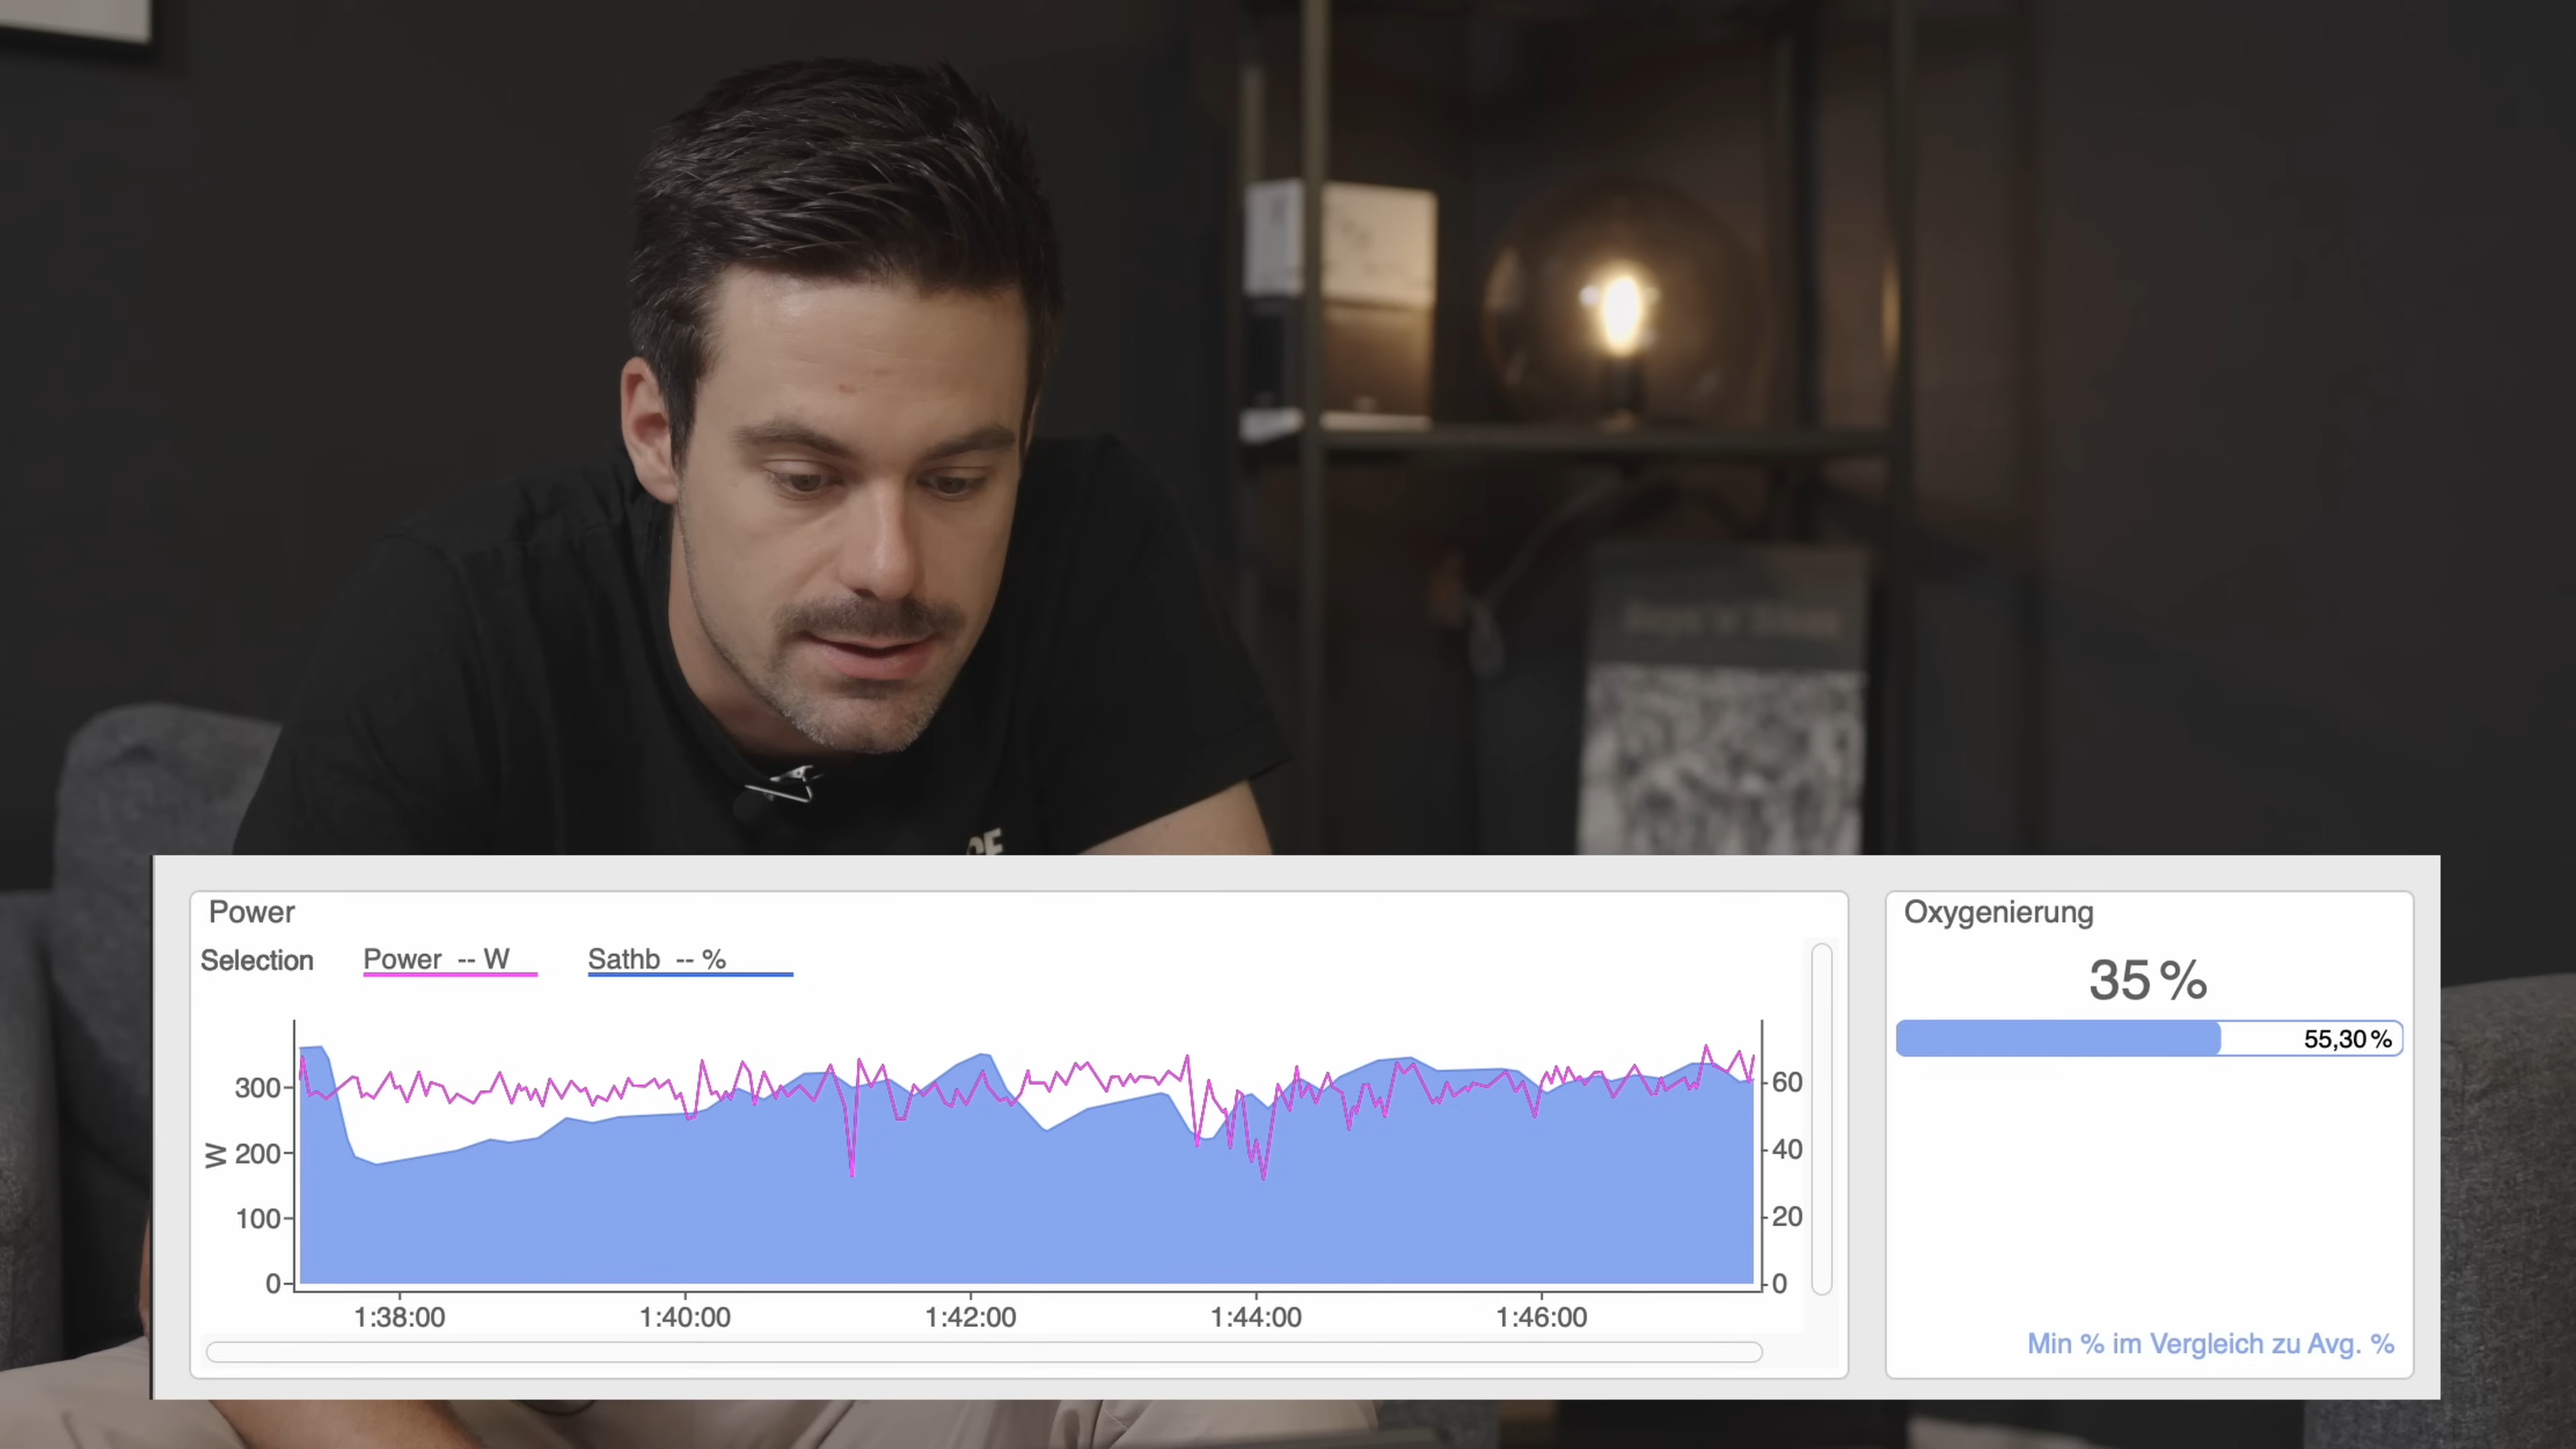 CE
Power
Selection Power -- W Sathb -- %
W
300
200
100
0
60
40
20
0
1:38:00 1:40:00 1:42:00 1:44:00 1:46:00
Oxygenierung
35 %
55,30 %
Min % im Vergleich zu Avg. %